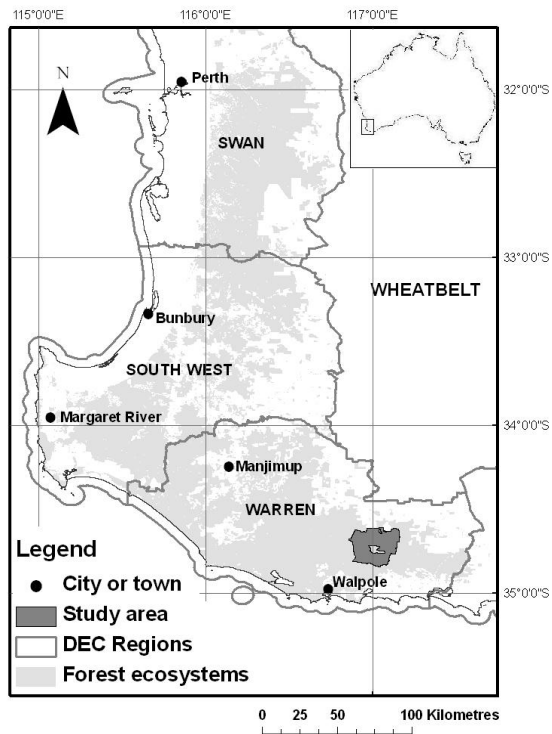 115°0'0"E 116°0'0"E 117°0'0"E
N
Perth
32°0'0"S
SWAN
33°0'0"S
WHEATBELT
Bunbury
SOUTH WEST
Margaret River
34°0'0"S
Manjimup
WARREN
Walpole
35°0'0"S
Legend
City or town
Study area
DEC Regions
Forest ecosystems
0 25 50 100 Kilometres